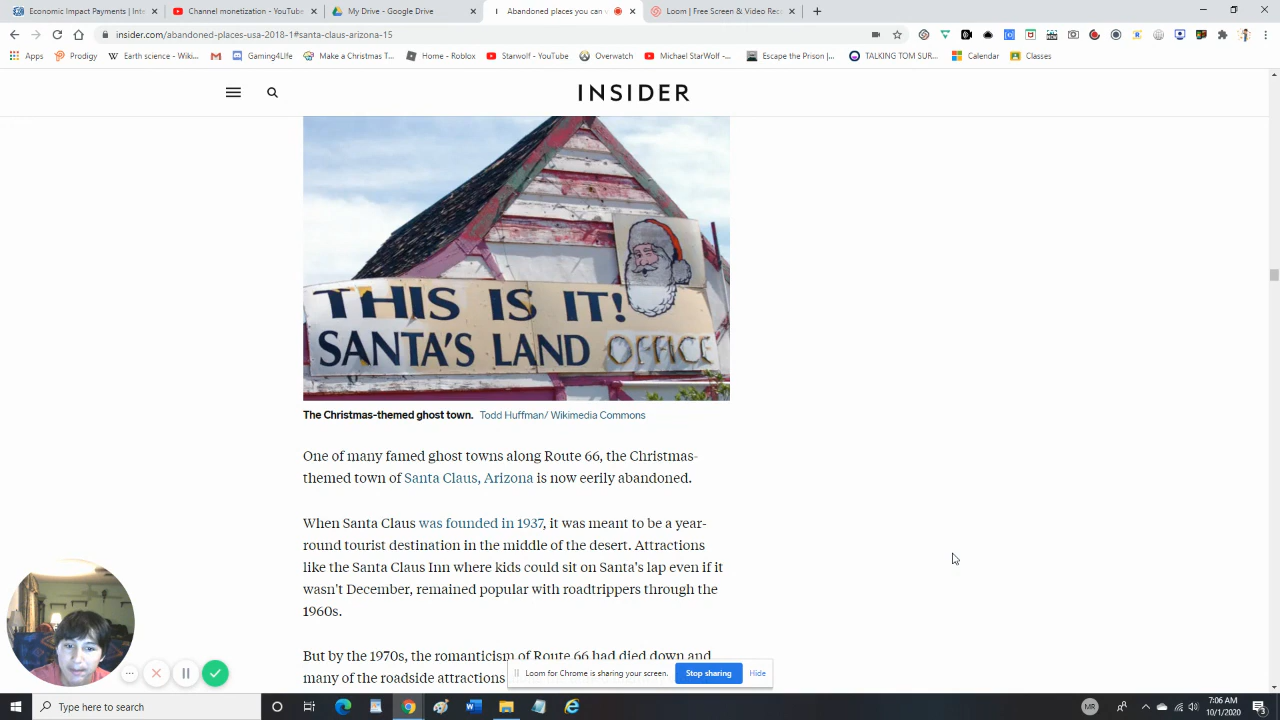 Economic Impact Payments | Inte
Channel monetization - YouTube
My Drive - Google Drive
Abandoned places you can v
Loom | Free Screen & Video Rec
insider.com/abandoned-places-usa-2018-1#santa-claus-arizona-15
Apps
Prodigy
Earth science - Wiki...
Gaming4LIfe
Make a Christmas T...
Home - Roblox
Starwolf - YouTube
Overwatch
Michael StarWolf -...
Escape the Prison |...
TALKING TOM SUR...
Calendar
Classes
INSIDER
THIS IS IT!
SANTA'S LAND OFFICE
The Christmas-themed ghost town. Todd Huffman/ Wikimedia Commons
One of many famed ghost towns along Route 66, the Christmas-
themed town of Santa Claus, Arizona is now eerily abandoned.
When Santa Claus was founded in 1937, it was meant to be a year-
round tourist destination in the middle of the desert. Attractions
like the Santa Claus Inn where kids could sit on Santa's lap even if it
wasn't December, remained popular with roadtrippers through the
1960s.
But by the 1970s, the romanticism of Route 66 had died down and
many of the roadside attractions
Loom for Chrome is sharing your screen.
Stop sharing
Hide
Type here to search
MR
7:06 AM
10/1/2020